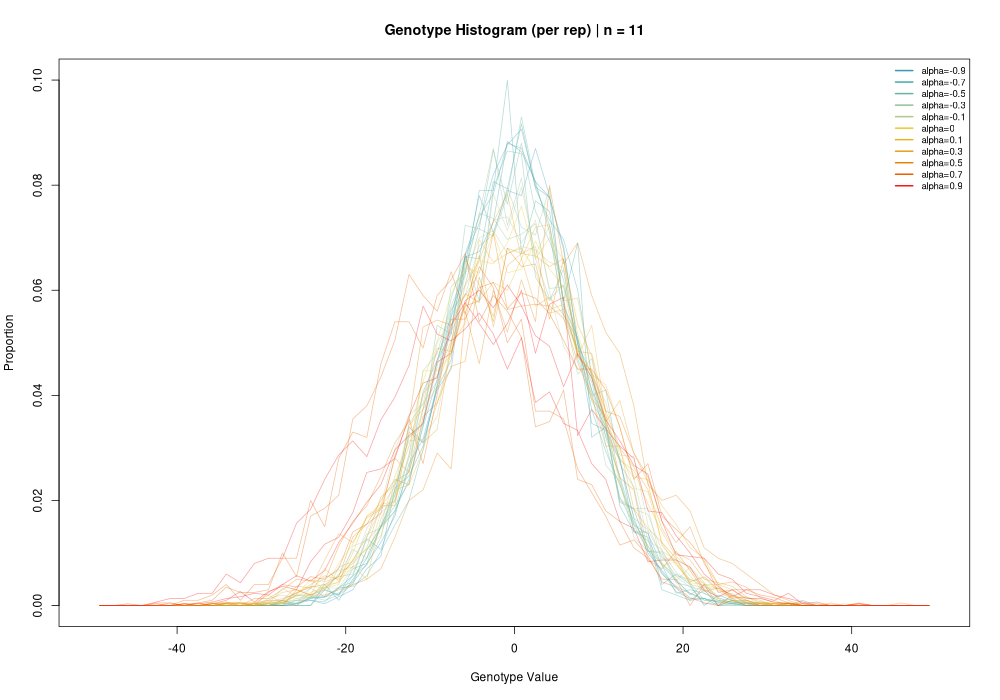 Genotype Histogram (per rep) | n = 11
alpha=-0.9
alpha=-0.7
alpha=-0.5
alpha=-0.3
alpha=-0.1
alpha=0
alpha=0.1
alpha=0.3
alpha=0.5
alpha=0.7
alpha=0.9
Proportion
0.10
0.08
0.06
0.04
0.02
0.00
-40 -20 0 20 40
Genotype Value